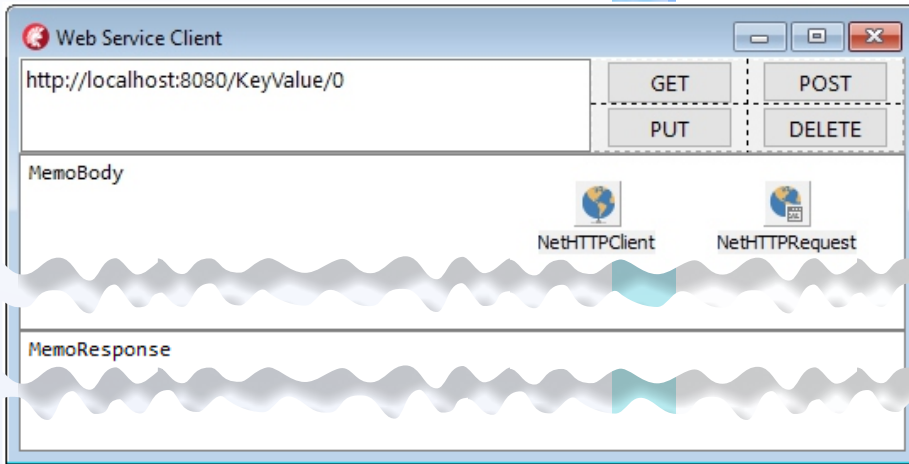 Web Service Client
http://localhost:8080/KeyValue/0
GET
POST
PUT
DELETE
MemoBody
NetHTTPClient
NetHTTPRequest
MemoResponse